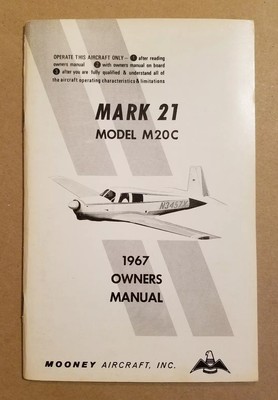 OPERATE THIS AIRCRAFT ONLY - 1 after reading
owners manual 2 with owners manual on board
3 after you are fully qualified & understand all of
the aircraft operating characteristics & limitations
MARK 21
MODEL M20C
1967
OWNERS
MANUAL
MOONEY AIRCRAFT, INC.